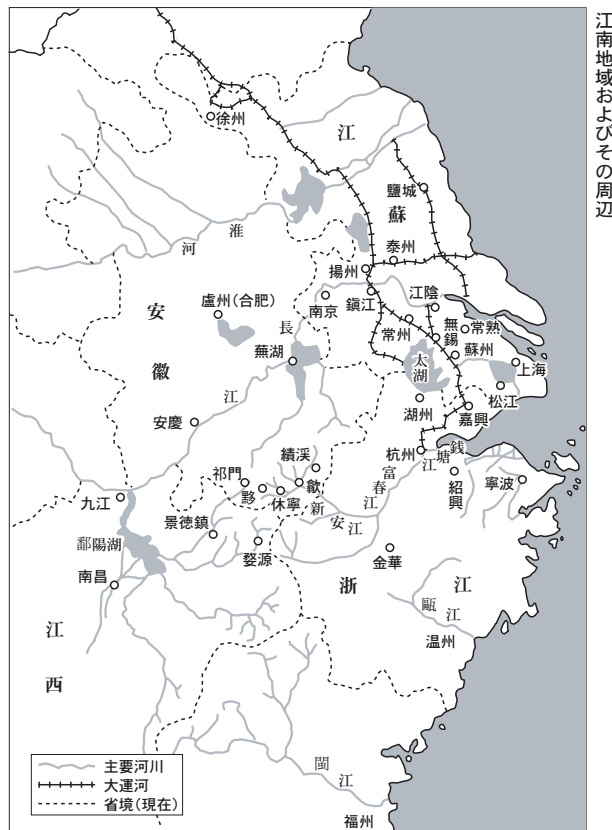 江南地域およびその周辺
徐州
江
蘇
鹽城
淮
河
泰州
揚州
安
徽
盧州(合肥)
南京
鎭江
江陰
常州
無錫
常熟
蘇州
上海
太湖
松江
長
江
蕪湖
湖州
嘉興
安慶
杭州
銭
塘
江
績渓
祁門
黟
休寧
歙
新
安
江
富
春
江
紹興
寧波
九江
景徳鎮
鄱陽湖
婺源
金華
南昌
浙
江
甌
江
温州
江
西
閩
江
福州
主要河川
大運河
省境(現在)